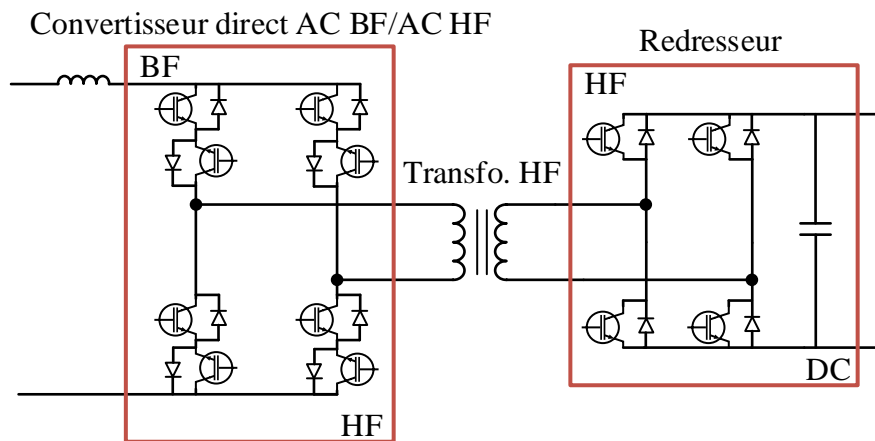 Convertisseur direct AC BF/AC HF
Redresseur
BF
HF
Transfo. HF
HF
DC